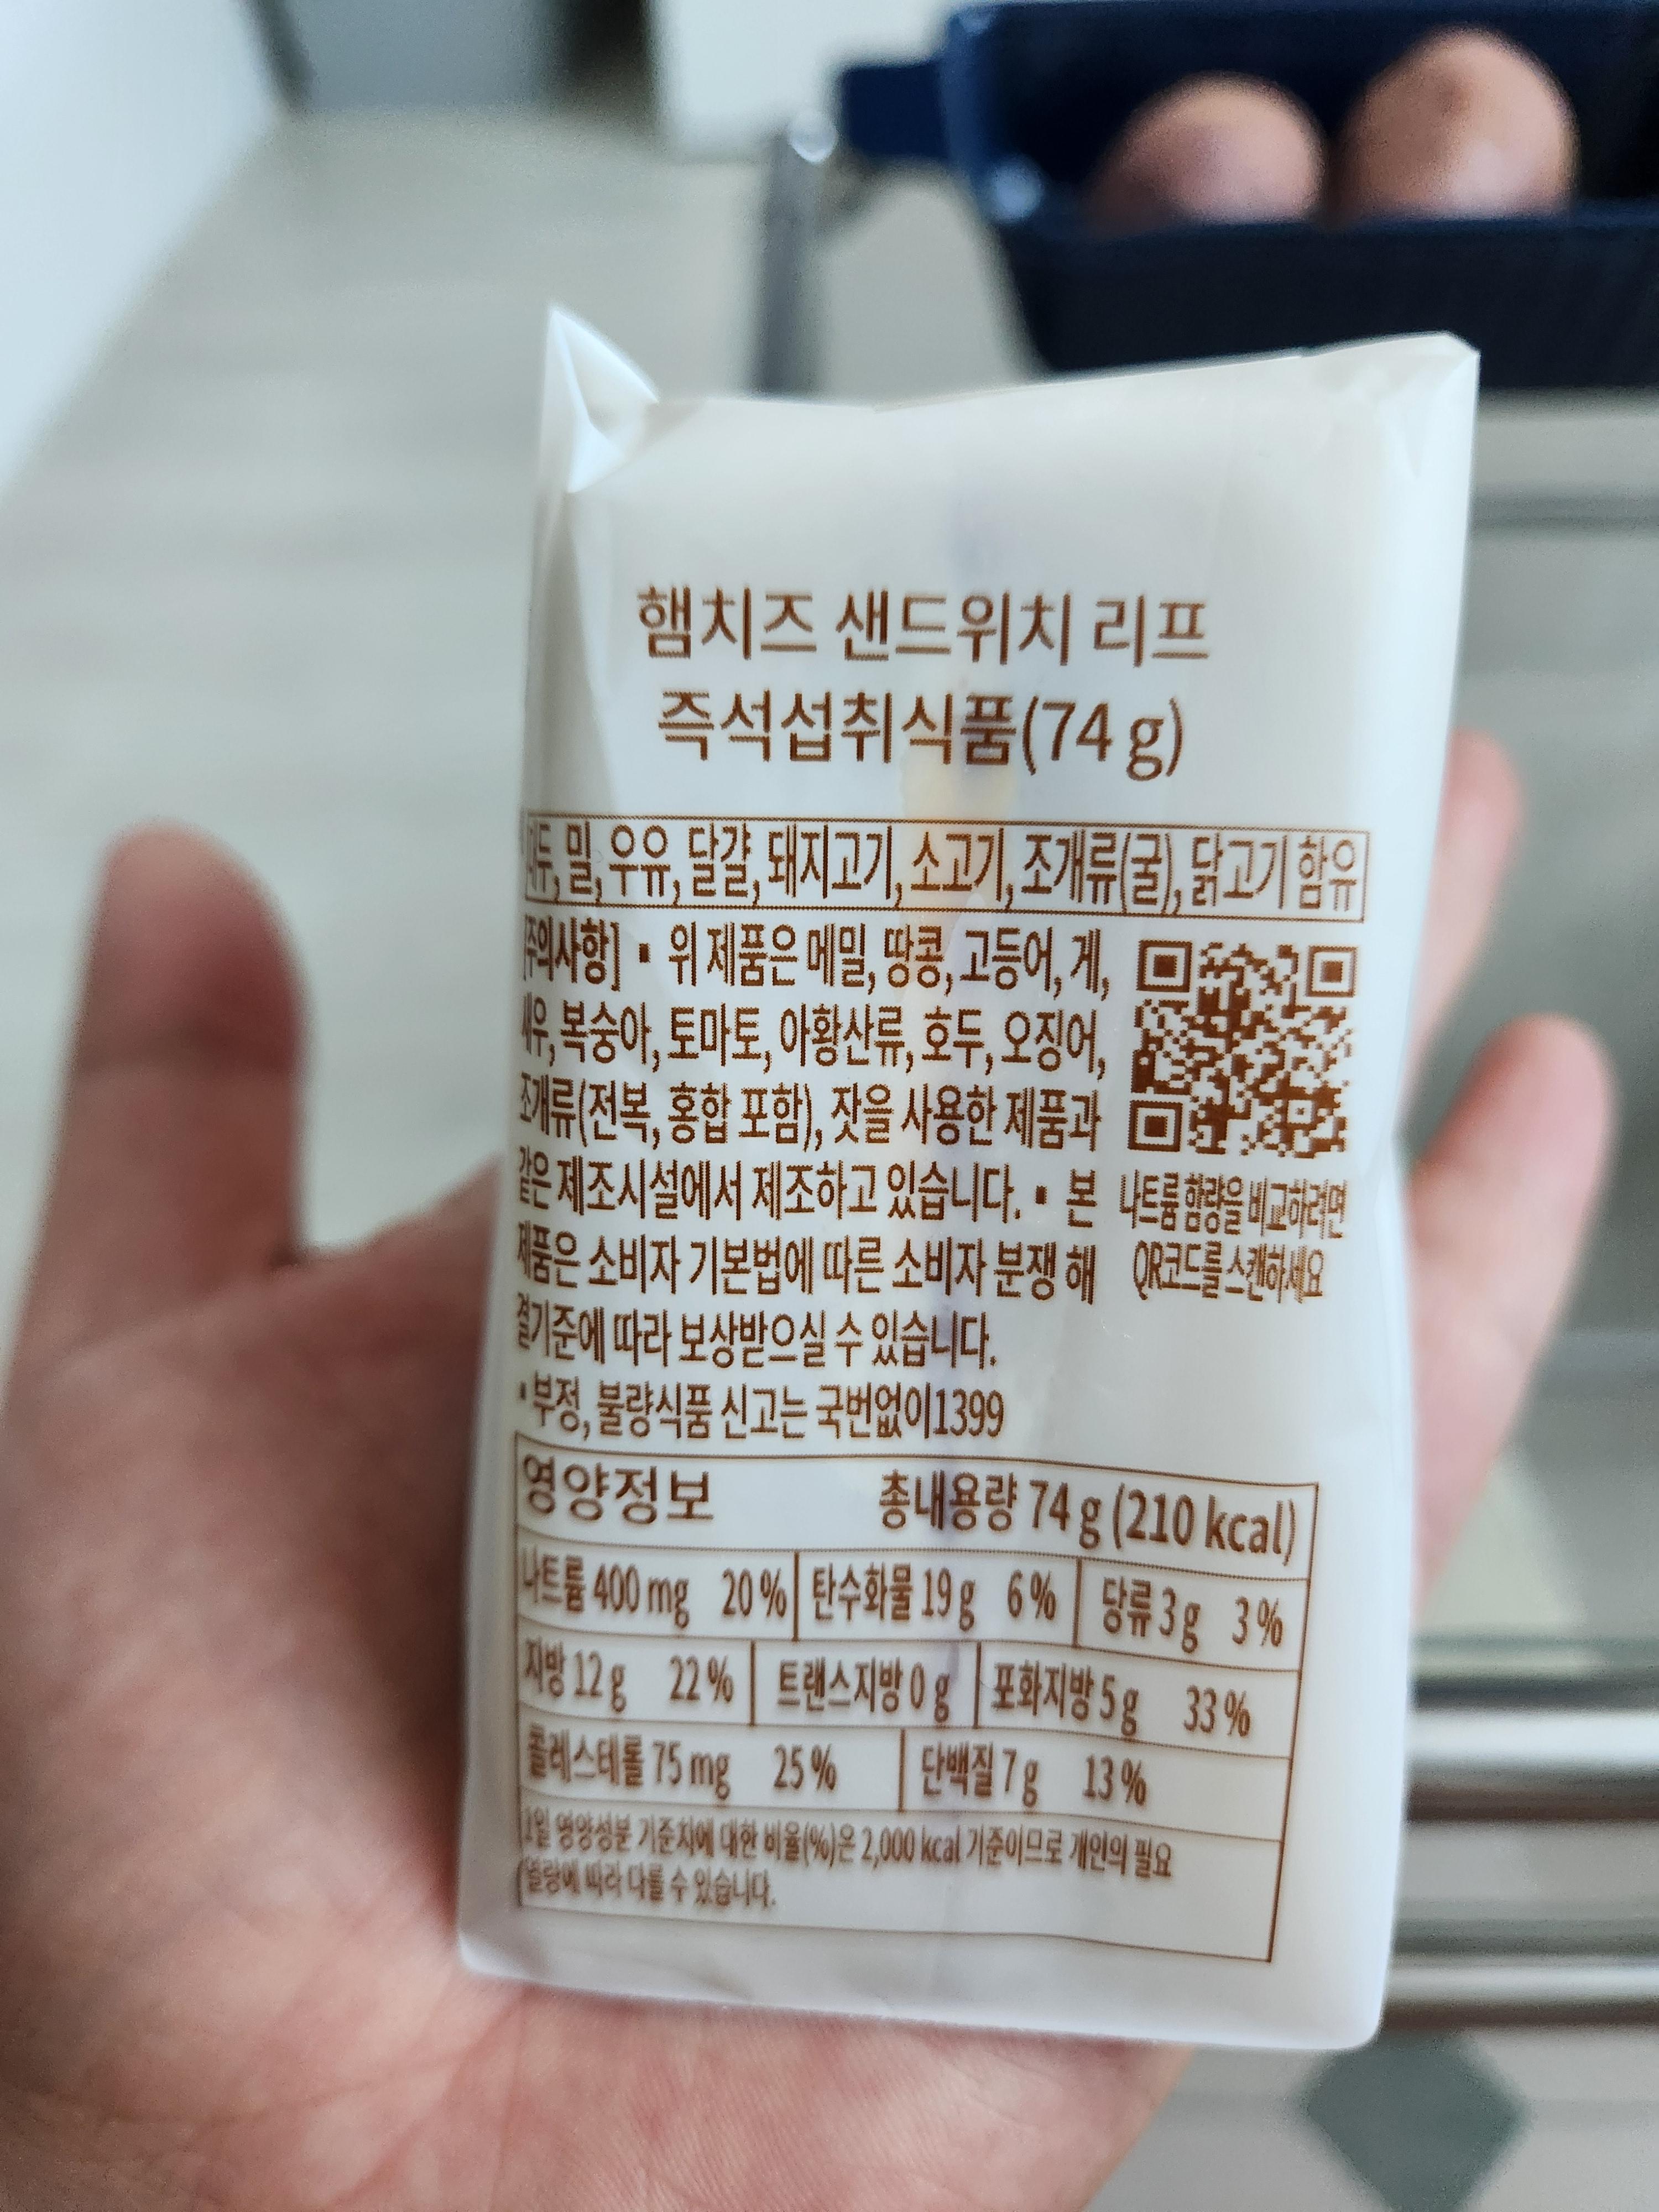 햄치즈 샌드위치 리프
즉석섭취식품(74 g)
대두, 밀, 우유, 달걀, 돼지고기, 소고기, 조개류(굴), 닭고기 함유
[주의사항] ▪ 위 제품은 메밀, 땅콩, 고등어, 게,
새우, 복숭아, 토마토, 아황산류, 호두, 오징어,
조개류(전복, 홍합 포함), 잣을 사용한 제품과
같은 제조시설에서 제조하고 있습니다. ▪ 본
제품은 소비자 기본법에 따른 소비자 분쟁 해
결기준에 따라 보상받으실 수 있습니다.
▪ 부정, 불량식품 신고는 국번없이1399
나트륨 함량을 비교하려면
QR코드를 스캔하세요
영양정보 총내용량 74 g (210 kcal)
나트륨 400 mg 20 % 탄수화물 19 g 6 % 당류 3 g 3 %
지방 12 g 22 % 트랜스지방 0 g 포화지방 5 g 33 %
콜레스테롤 75 mg 25 % 단백질 7 g 13 %
1일 영양성분 기준치에 대한 비율(%)은 2,000 kcal 기준이므로 개인의 필요
열량에 따라 다를 수 있습니다.